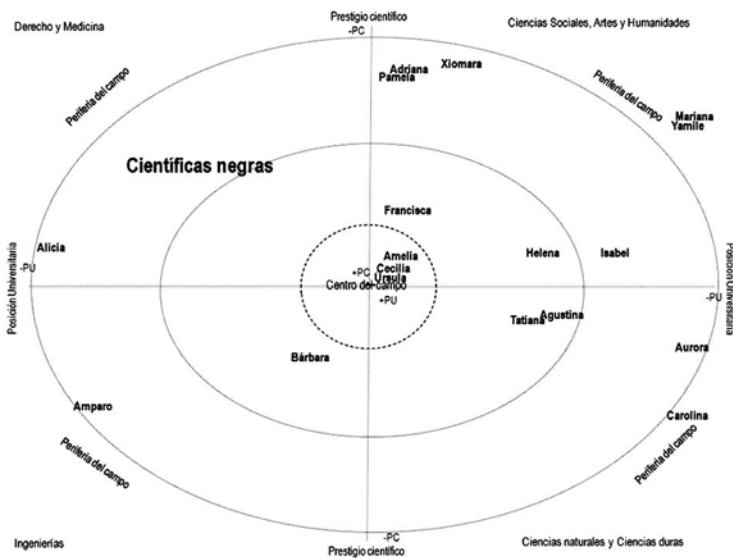 Derecho y Medicina
Prestigio científico
-PC
Ciencias Sociales, Artes y Humanidades
Periferia del campo
Periferia del campo
Xiomara
Adriana
Pamela
Mariana
Yamile
Científicas negras
Francisca
Alicia
-PU
Posición Universitaria
Amelia
Helena
Isabel
+PC
Cecilia
Úrsula
Centro del campo
+PU
Posición Universitaria
-PU
Tatiana
Agustina
Bárbara
Aurora
Amparo
Carolina
Periferia del campo
Periferia del campo
Ingenierías
-PC
Prestigio científico
Ciencias naturales y Ciencias duras